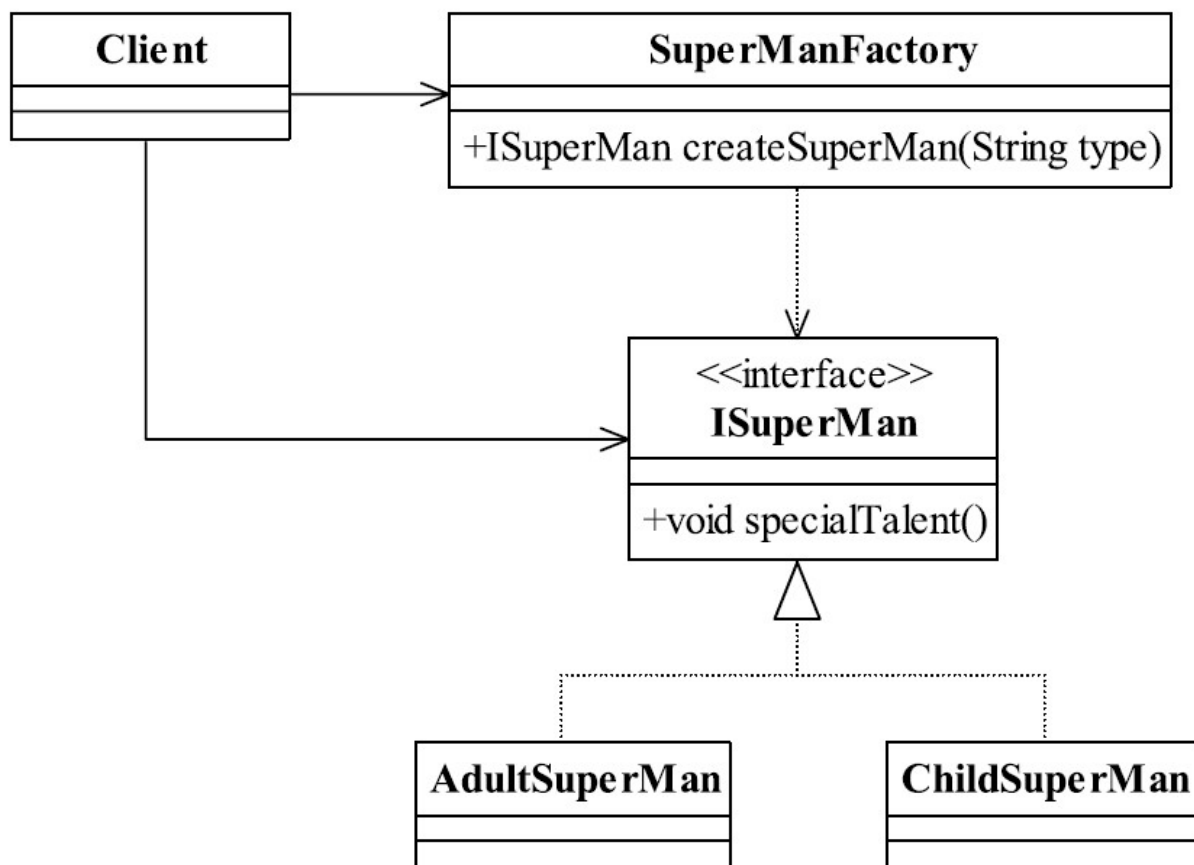 Client
SuperManFactory
+ISuperMan createSuperMan(String type)
<<interface>>
ISuperMan
+void specialTalent()
AdultSuperMan
ChildSuperMan